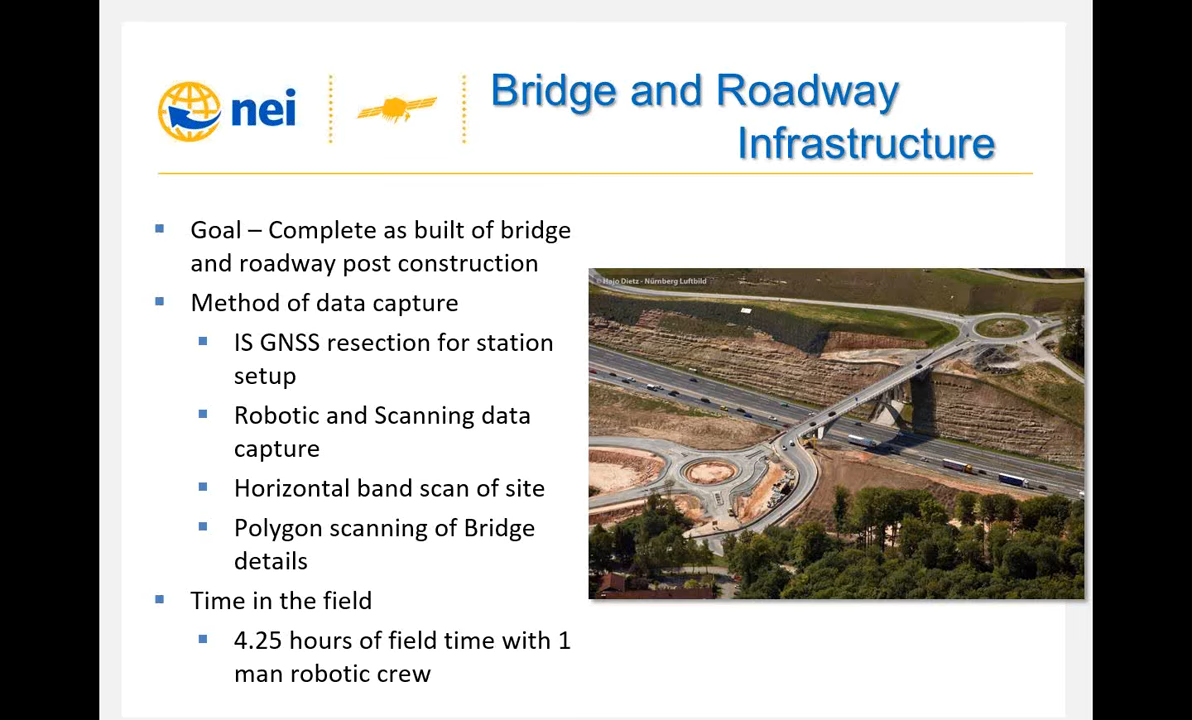 nei
Bridge and Roadway
Infrastructure
▪ Goal – Complete as built of bridge
and roadway post construction
▪ Method of data capture
▪ IS GNSS resection for station
setup
▪ Robotic and Scanning data
capture
▪ Horizontal band scan of site
▪ Polygon scanning of Bridge
details
▪ Time in the field
▪ 4.25 hours of field time with 1
man robotic crew
© Hajo Dietz - Nürnberg Luftbild